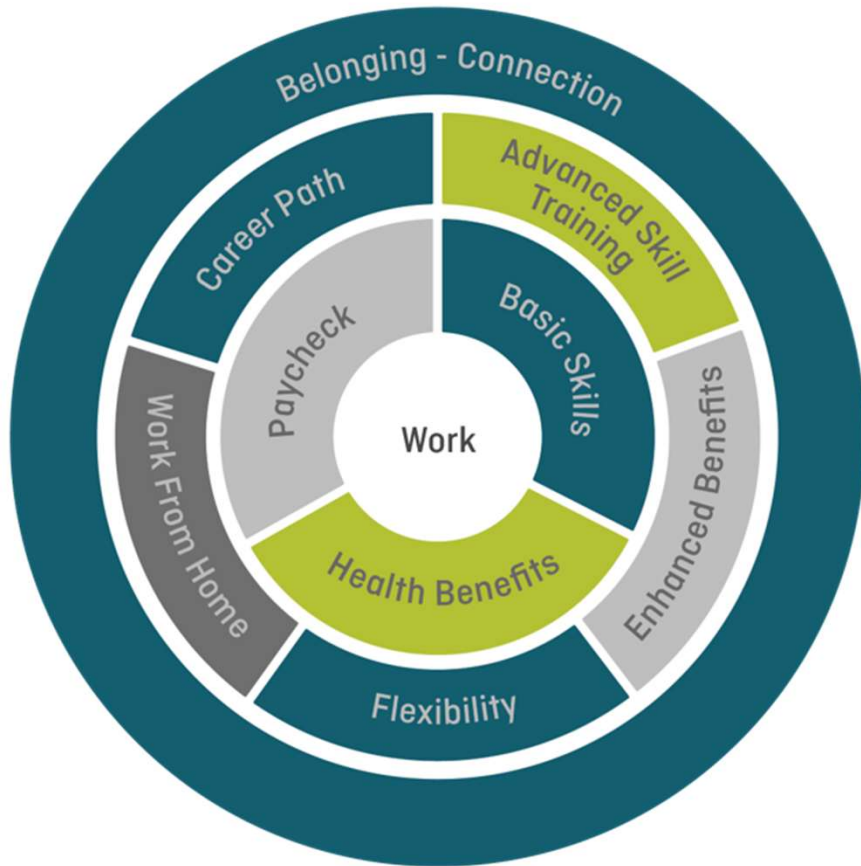 Belonging - Connection
Career Path
Advanced Skill
Training
Paycheck
Basic Skills
Work
Work From Home
Enhanced Benefits
Health Benefits
Flexibility